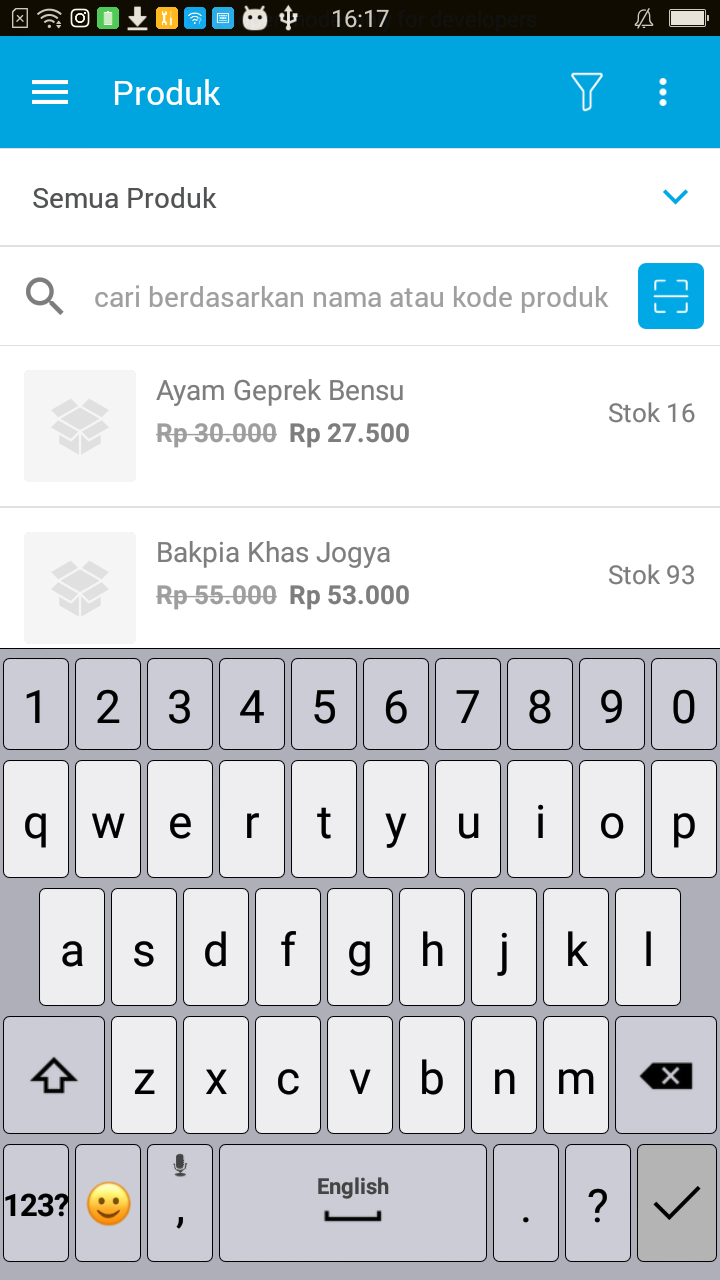 16:17
for developers
Produk
Semua Produk
cari berdasarkan nama atau kode produk
Ayam Geprek Bensu
Rp 30.000 Rp 27.500
Stok 16
Bakpia Khas Jogya
Rp 55.000 Rp 53.000
Stok 93
1 2 3 4 5 6 7 8 9 0
q w e r t y u i o p
a s d f g h j k l
z x c v b n m
123? , English . ?